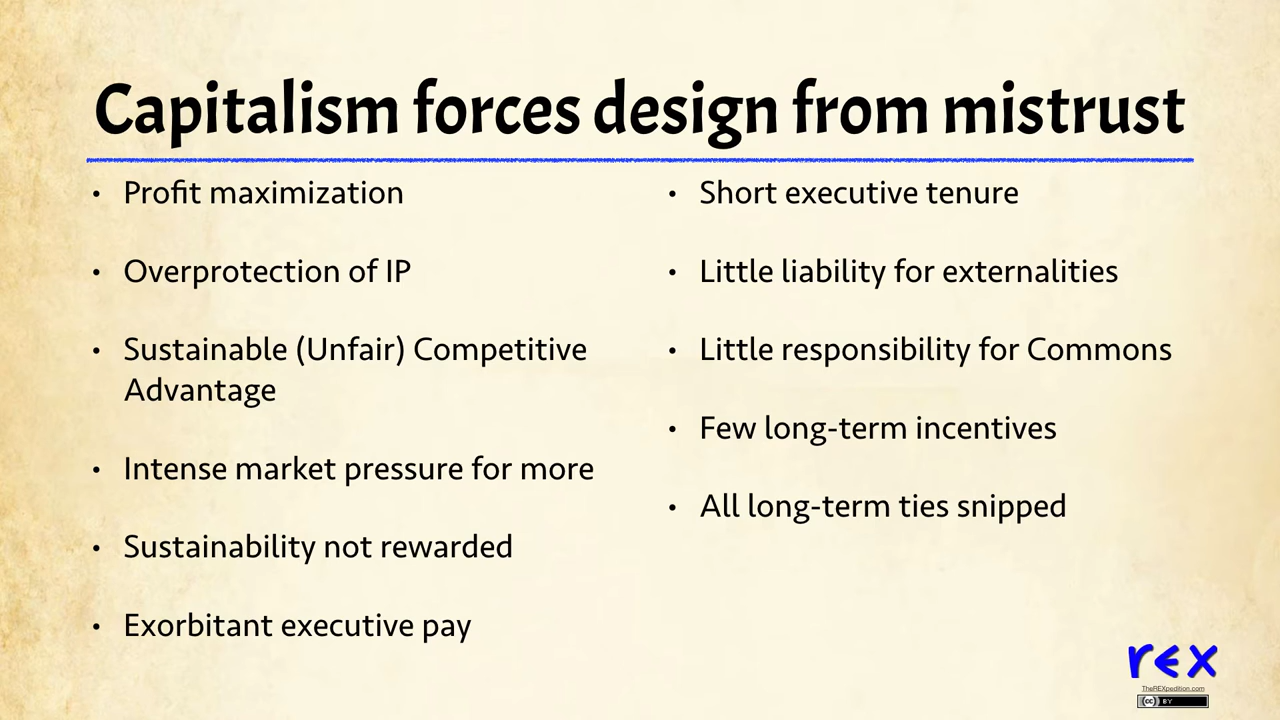 Capitalism forces design from mistrust
• Profit maximization
• Overprotection of IP
• Sustainable (Unfair) Competitive
Advantage
• Intense market pressure for more
• Sustainability not rewarded
• Exorbitant executive pay
• Short executive tenure
• Little liability for externalities
• Little responsibility for Commons
• Few long-term incentives
• All long-term ties snipped
rex
TheREXpedition.com
cc BY